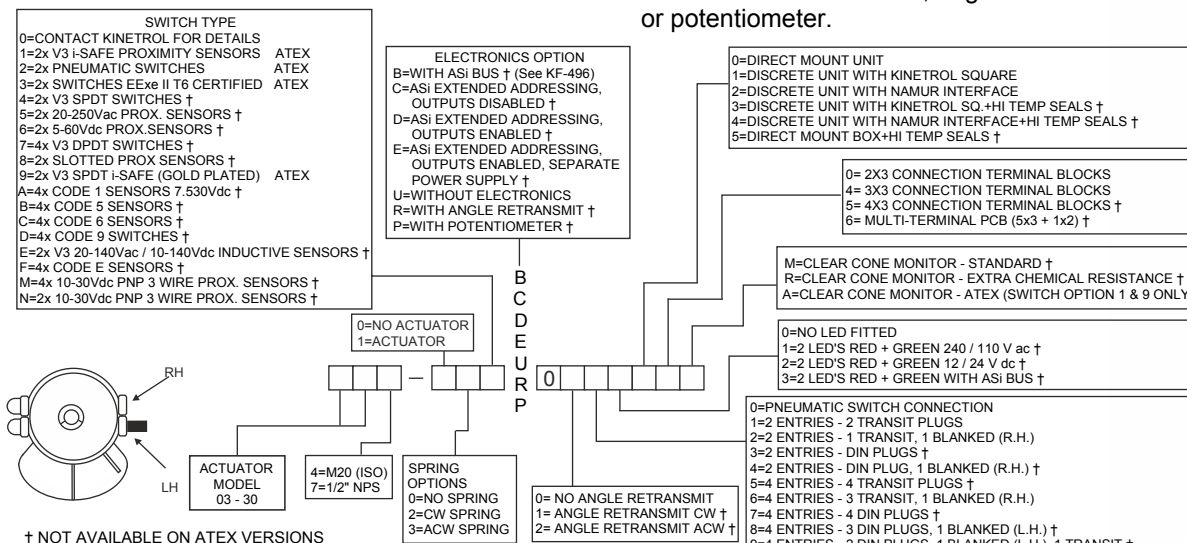 or potentiometer.
SWITCH TYPE
0=CONTACT KINETROL FOR DETAILS
1=2x V3 i-SAFE PROXIMITY SENSORS ATEX
2=2x PNEUMATIC SWITCHES ATEX
3=2x SWITCHES EExe II T6 CERTIFIED ATEX
4=2x V3 SPDT SWITCHES †
5=2x 20-250Vac PROX. SENSORS †
6=2x 5-60Vdc PROX.SENSORS †
7=4x V3 DPDT SWITCHES †
8=2x SLOTTED PROX SENSORS †
9=2x V3 SPDT i-SAFE (GOLD PLATED) ATEX
A=4x CODE 1 SENSORS 7.530Vdc †
B=4x CODE 5 SENSORS †
C=4x CODE 6 SENSORS †
D=4x CODE 9 SWITCHES †
E=2x V3 20-140Vac / 10-140Vdc INDUCTIVE SENSORS †
F=4x CODE E SENSORS †
M=4x 10-30Vdc PNP 3 WIRE PROX. SENSORS †
N=2x 10-30Vdc PNP 3 WIRE PROX. SENSORS †
ELECTRONICS OPTION
B=WITH ASi BUS † (See KF-496)
C=ASi EXTENDED ADDRESSING,
OUTPUTS DISABLED †
D=ASi EXTENDED ADDRESSING,
OUTPUTS ENABLED †
E=ASi EXTENDED ADDRESSING,
OUTPUTS ENABLED, SEPARATE
POWER SUPPLY †
U=WITHOUT ELECTRONICS
R=WITH ANGLE RETRANSMIT †
P=WITH POTENTIOMETER †
0=DIRECT MOUNT UNIT
1=DISCRETE UNIT WITH KINETROL SQUARE
2=DISCRETE UNIT WITH NAMUR INTERFACE
3=DISCRETE UNIT WITH KINETROL SQ.+HI TEMP SEALS †
4=DISCRETE UNIT WITH NAMUR INTERFACE+HI TEMP SEALS †
5=DIRECT MOUNT BOX+HI TEMP SEALS †
0= 2X3 CONNECTION TERMINAL BLOCKS
4= 3X3 CONNECTION TERMINAL BLOCKS
5= 4X3 CONNECTION TERMINAL BLOCKS †
6= MULTI-TERMINAL PCB (5x3 + 1x2) †
M=CLEAR CONE MONITOR - STANDARD †
R=CLEAR CONE MONITOR - EXTRA CHEMICAL RESISTANCE †
A=CLEAR CONE MONITOR - ATEX (SWITCH OPTION 1 & 9 ONLY
0=NO LED FITTED
1=2 LED'S RED + GREEN 240 / 110 V ac †
2=2 LED'S RED + GREEN 12 / 24 V dc †
3=2 LED'S RED + GREEN WITH ASi BUS †
0=PNEUMATIC SWITCH CONNECTION
1=2 ENTRIES - 2 TRANSIT PLUGS
2=2 ENTRIES - 1 TRANSIT, 1 BLANKED (R.H.)
3=2 ENTRIES - DIN PLUGS †
4=2 ENTRIES - DIN PLUG, 1 BLANKED (R.H.) †
5=4 ENTRIES - 4 TRANSIT PLUGS †
6=4 ENTRIES - 3 TRANSIT, 1 BLANKED (R.H.)
7=4 ENTRIES - 4 DIN PLUGS †
8=4 ENTRIES - 3 DIN PLUGS, 1 BLANKED (L.H.) †
0=NO ACTUATOR
1=ACTUATOR
B
C
D
E
U
R
P
–
0
RH
LH
ACTUATOR
MODEL
03 - 30
4=M20 (ISO)
7=1/2" NPS
SPRING
OPTIONS
0=NO SPRING
2=CW SPRING
3=ACW SPRING
0= NO ANGLE RETRANSMIT
1= ANGLE RETRANSMIT CW †
2= ANGLE RETRANSMIT ACW †
† NOT AVAILABLE ON ATEX VERSIONS